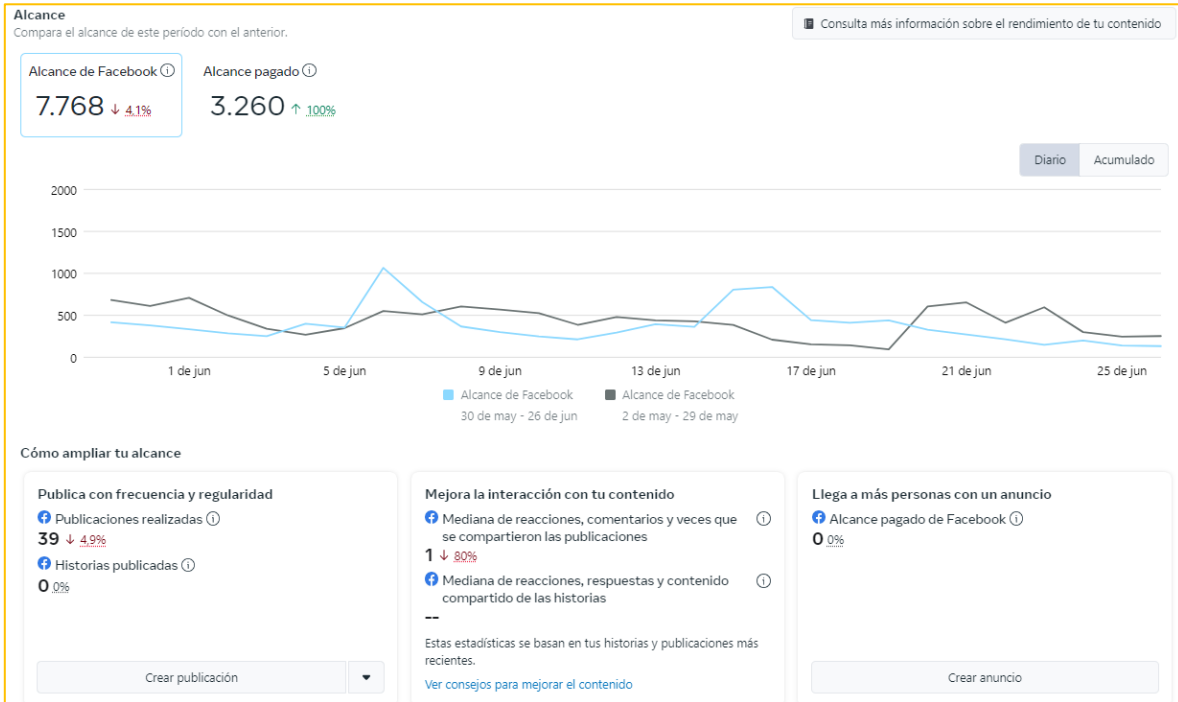 Alcance
Compara el alcance de este período con el anterior.
Consulta más información sobre el rendimiento de tu contenido
Alcance de Facebook
7.768 ↓ 4,1%
Alcance pagado
3.260 ↑ 100%
Diario
Acumulado
2000
1500
1000
500
0
1 de jun
5 de jun
9 de jun
13 de jun
17 de jun
21 de jun
25 de jun
Alcance de Facebook
30 de may - 26 de jun
Alcance de Facebook
2 de may - 29 de may
Cómo ampliar tu alcance
Publica con frecuencia y regularidad
Publicaciones realizadas
39 ↓ 4,9%
Historias publicadas
0 0%
Crear publicación
Mejora la interacción con tu contenido
Mediana de reacciones, comentarios y veces que
se compartieron las publicaciones
1 ↓ 80%
Mediana de reacciones, respuestas y contenido
compartido de las historias
--
Estas estadísticas se basan en tus historias y publicaciones más
recientes.
Ver consejos para mejorar el contenido
Llega a más personas con un anuncio
Alcance pagado de Facebook
0 0%
Crear anuncio